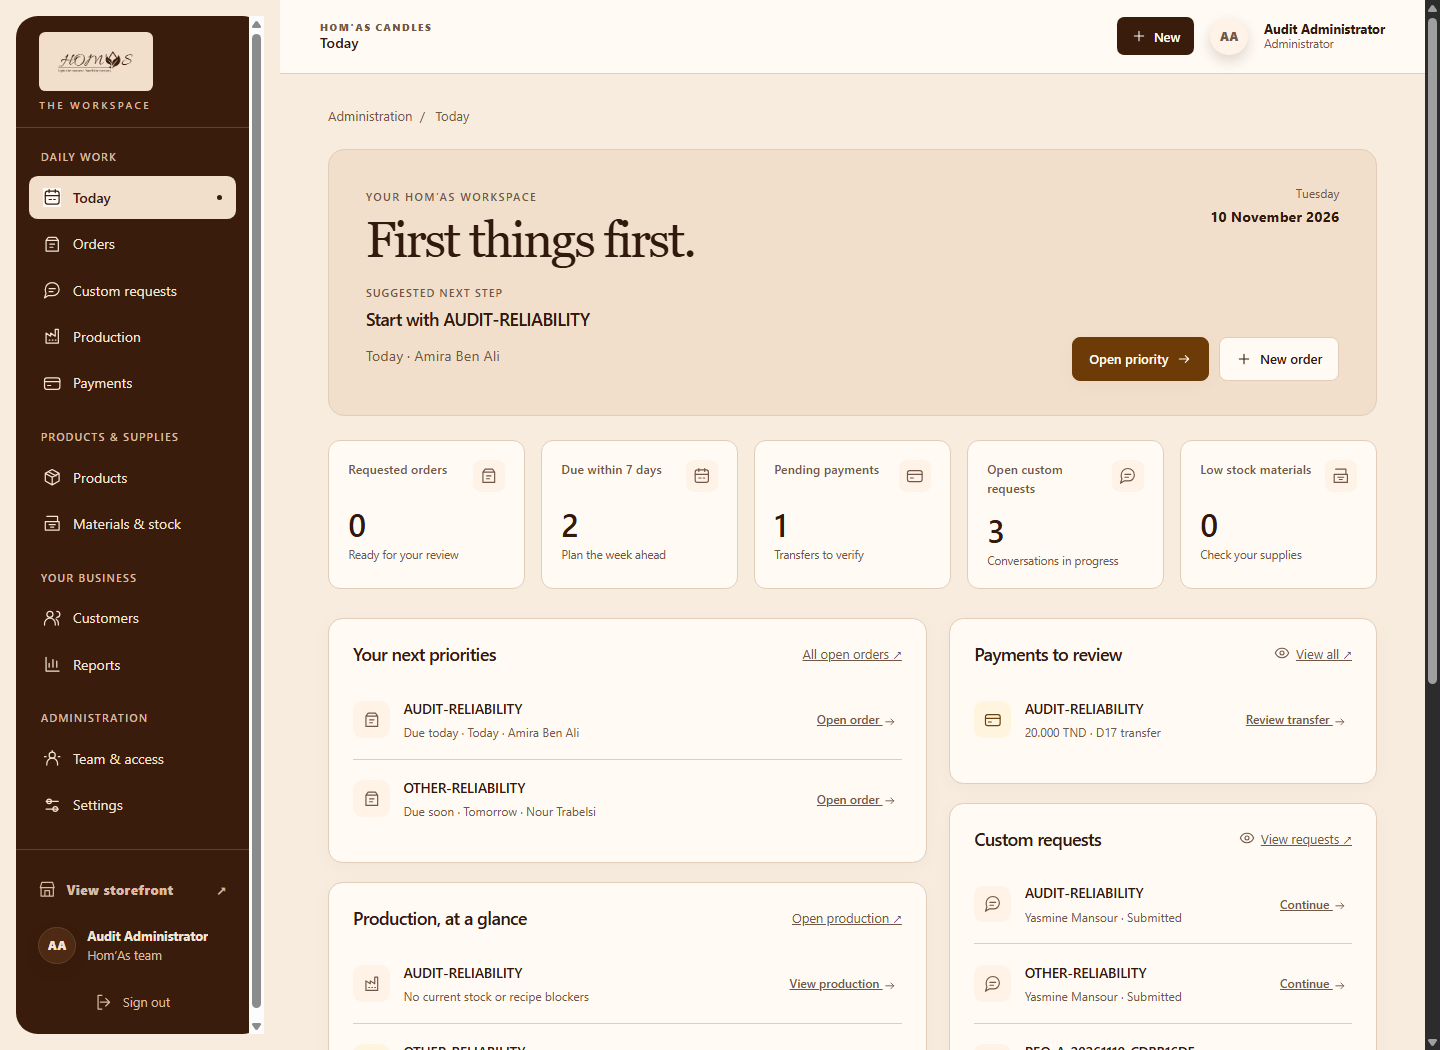 HOM S
THE WORKSPACE
DAILY WORK
Today
Orders
Custom requests
Production
Payments
PRODUCTS & SUPPLIES
Products
Materials & stock
YOUR BUSINESS
Customers
Reports
ADMINISTRATION
Team & access
Settings
View storefront ↗
AA
Audit Administrator
Hom'As team
Sign out
HOM'AS CANDLES
Today
+ New
AA
Audit Administrator
Administrator
Administration / Today
YOUR HOM'AS WORKSPACE
First things first.
SUGGESTED NEXT STEP
Start with AUDIT-RELIABILITY
Today · Amira Ben Ali
Tuesday
10 November 2026
Open priority →
+ New order
Requested orders
0
Ready for your review
Due within 7 days
2
Plan the week ahead
Pending payments
1
Transfers to verify
Open custom
requests
3
Conversations in progress
Low stock materials
0
Check your supplies
Your next priorities
All open orders ↗
AUDIT-RELIABILITY
Due today · Today · Amira Ben Ali
Open order →
OTHER-RELIABILITY
Due soon · Tomorrow · Nour Trabelsi
Open order →
Production, at a glance
Open production ↗
AUDIT-RELIABILITY
No current stock or recipe blockers
View production →
OTHER-RELIABILITY
Payments to review
View all ↗
AUDIT-RELIABILITY
20.000 TND · D17 transfer
Review transfer →
Custom requests
View requests ↗
AUDIT-RELIABILITY
Yasmine Mansour · Submitted
Continue →
OTHER-RELIABILITY
Yasmine Mansour · Submitted
Continue →